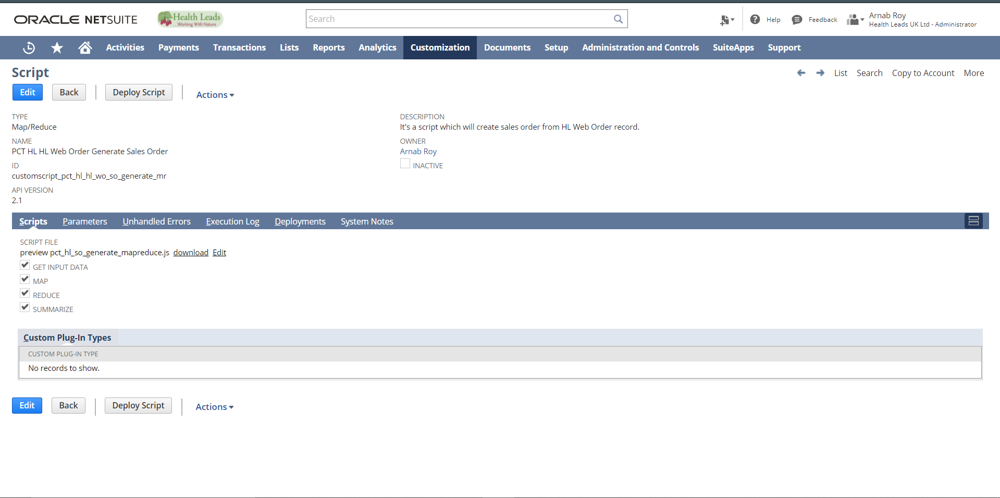 ORACLE NETSUITE
Health Leads
...Working With Nature
Search
Help
Feedback
Arnab Roy
Health Leads UK Ltd - Administrator
Activities
Payments
Transactions
Lists
Reports
Analytics
Customization
Documents
Setup
Administration and Controls
SuiteApps
Support
Script
List
Search
Copy to Account
More
Edit
Back
Deploy Script
Actions
TYPE
Map/Reduce
NAME
PCT HL HL Web Order Generate Sales Order
ID
customscript_pct_hl_hl_wo_so_generate_mr
API VERSION
2.1
DESCRIPTION
It's a script which will create sales order from HL Web Order record.
OWNER
Arnab Roy
INACTIVE
Scripts
Parameters
Unhandled Errors
Execution Log
Deployments
System Notes
SCRIPT FILE
preview pct_hl_so_generate_mapreduce.js download Edit
GET INPUT DATA
MAP
REDUCE
SUMMARIZE
Custom Plug-In Types
CUSTOM PLUG-IN TYPE
No records to show.
Edit
Back
Deploy Script
Actions